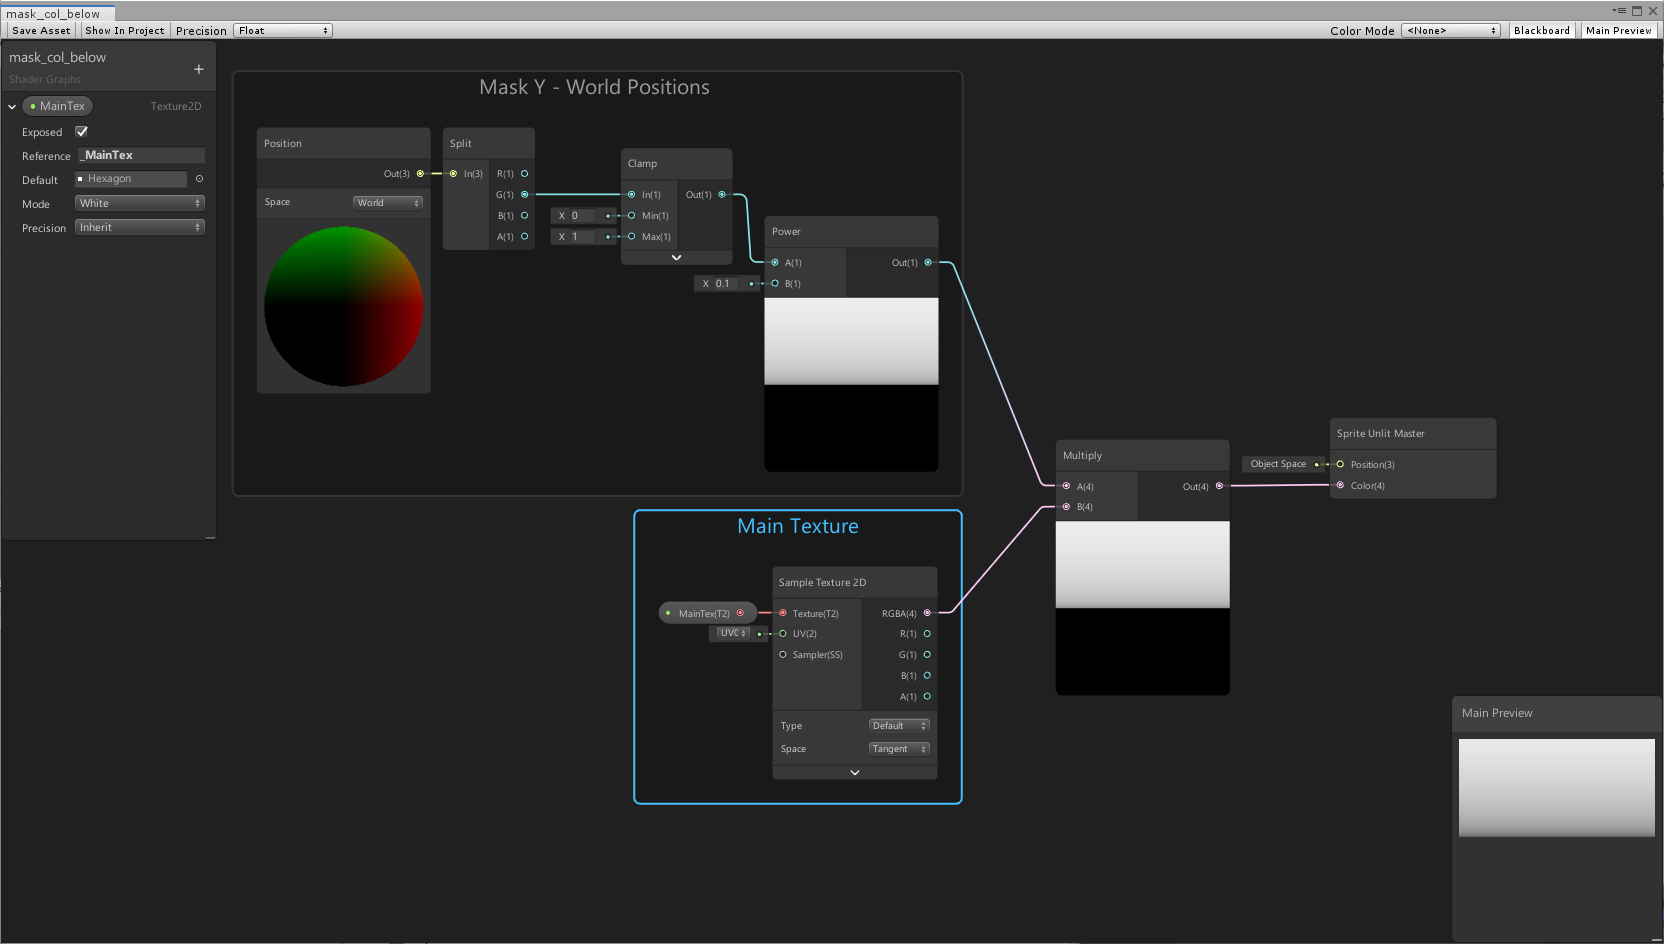 mask_col_below
Save Asset Show In Project Precision Float Color Mode <None> Blackboard Main Preview
mask_col_below
Shader Graphs
+
MainTex Texture2D
Exposed
Reference _MainTex
Default Hexagon
Mode White
Precision Inherit
Mask Y - World Positions
Position
Out(3)
Space World
Split
In(3) R(1)
G(1)
B(1)
A(1)
Clamp
In(1) Out(1)
X 0 Min(1)
X 1 Max(1)
Power
A(1) Out(1)
X 0.1 B(1)
Main Texture
Sample Texture 2D
MainTex(T2) Texture(T2) RGBA(4)
UV0 UV(2) R(1)
Sampler(SS) G(1)
B(1)
A(1)
Type Default
Space Tangent
Multiply
A(4) Out(4)
B(4)
Sprite Unlit Master
Object Space Position(3)
Color(4)
Main Preview